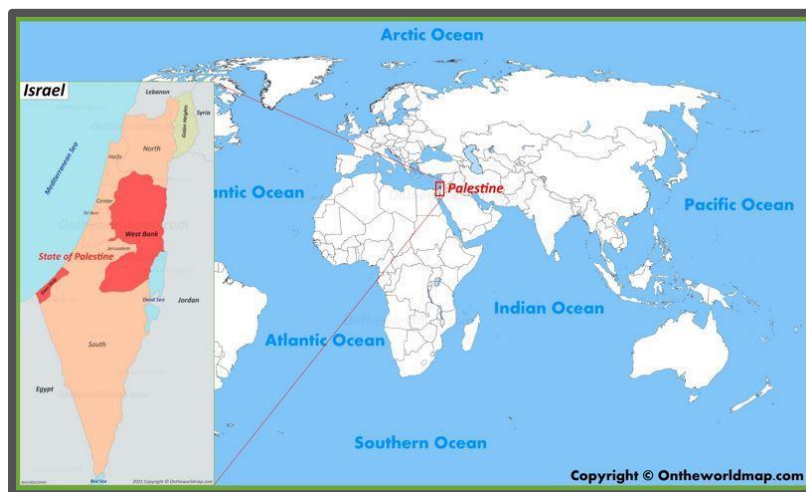 Arctic Ocean
Israel
Lebanon
Syria
Golan Heights
North
Haifa
Mediterranean Sea
Center
Tel Aviv
West Bank
Jerusalem
State of Palestine
Gaza Strip
Dead Sea
Jordan
South
Egypt
Red Sea
2021 Copyright © Ontheworldmap.com
antic Ocean
Palestine
Pacific Ocean
Indian Ocean
Atlantic Ocean
Southern Ocean
Copyright © Ontheworldmap.com